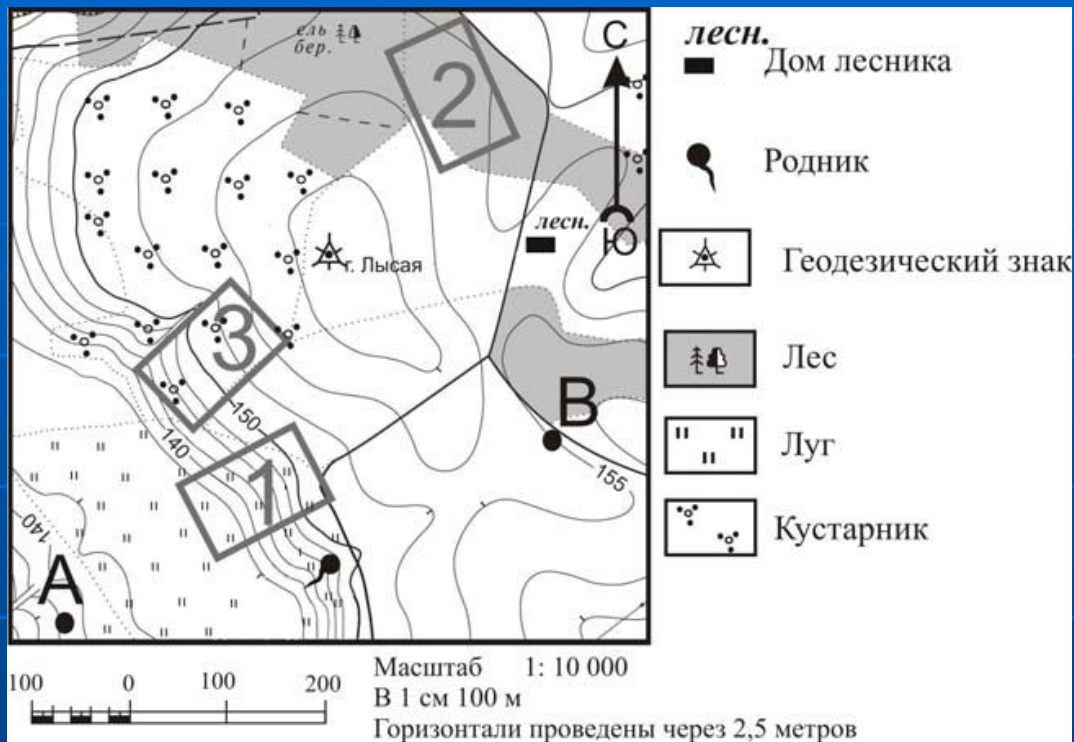 ель
бер.
2
С
лесн.
Ю
г. Лысая
3
150
140
1
В
155
140
А
лесн.
Дом лесника
Родник
Геодезический знак
Лес
Луг
Кустарник
100 0 100 200
Масштаб 1: 10 000
В 1 см 100 м
Горизонтали проведены через 2,5 метров